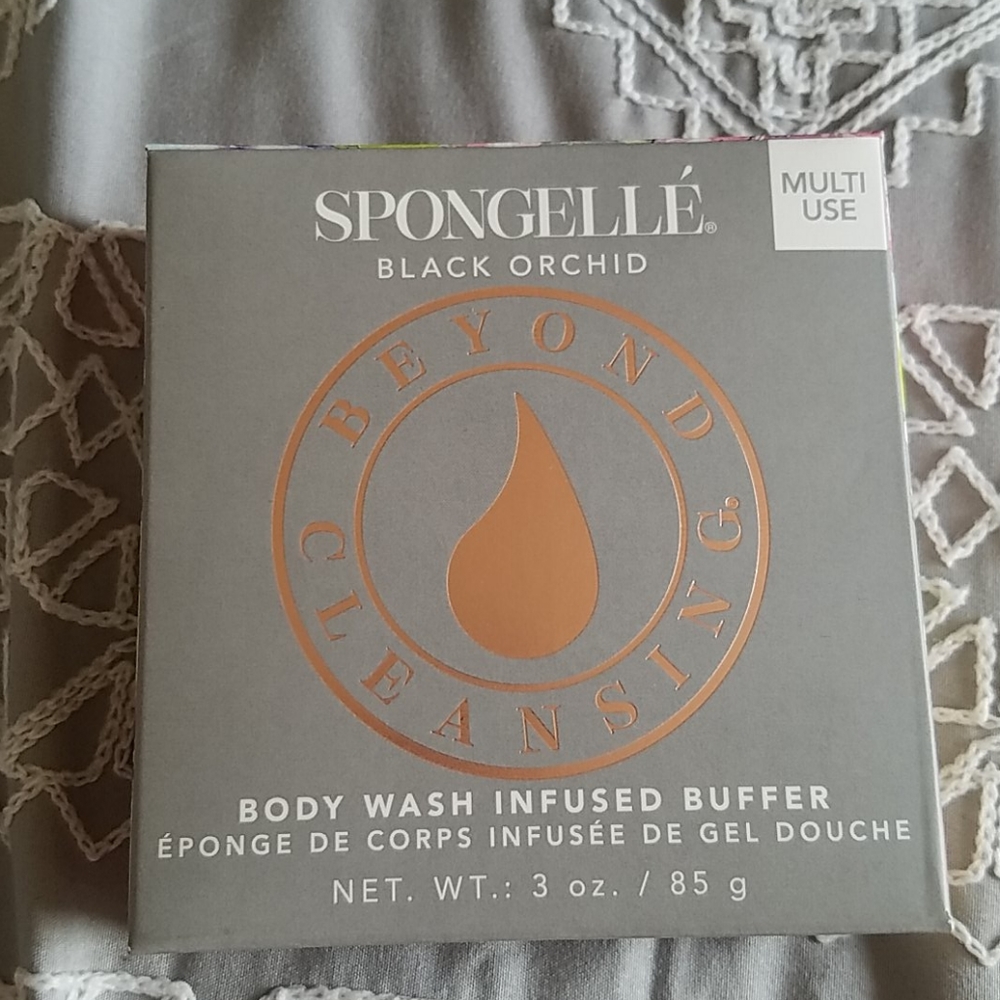 SPONGELLÉ®
BLACK ORCHID
MULTI
USE
BEYOND
CLEANSING®
BODY WASH INFUSED BUFFER
ÉPONGE DE CORPS INFUSÉE DE GEL DOUCHE
NET. WT.: 3 oz. / 85 g